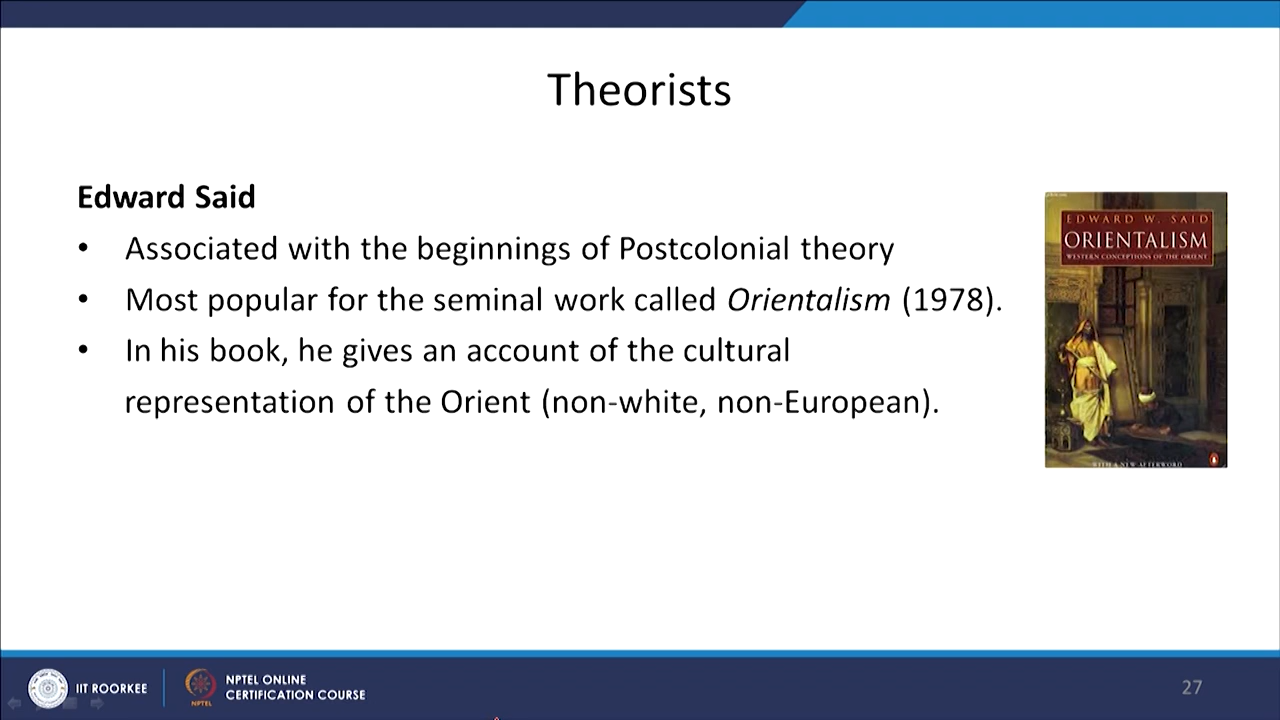 Theorists
Edward Said
• Associated with the beginnings of Postcolonial theory
• Most popular for the seminal work called Orientalism (1978).
• In his book, he gives an account of the cultural
representation of the Orient (non-white, non-European).
EDWARD W. SAID
ORIENTALISM
WESTERN CONCEPTIONS OF THE ORIENT
WITH A NEW AFTERWORD
IIT ROORKEE
NPTEL
NPTEL ONLINE
CERTIFICATION COURSE
27